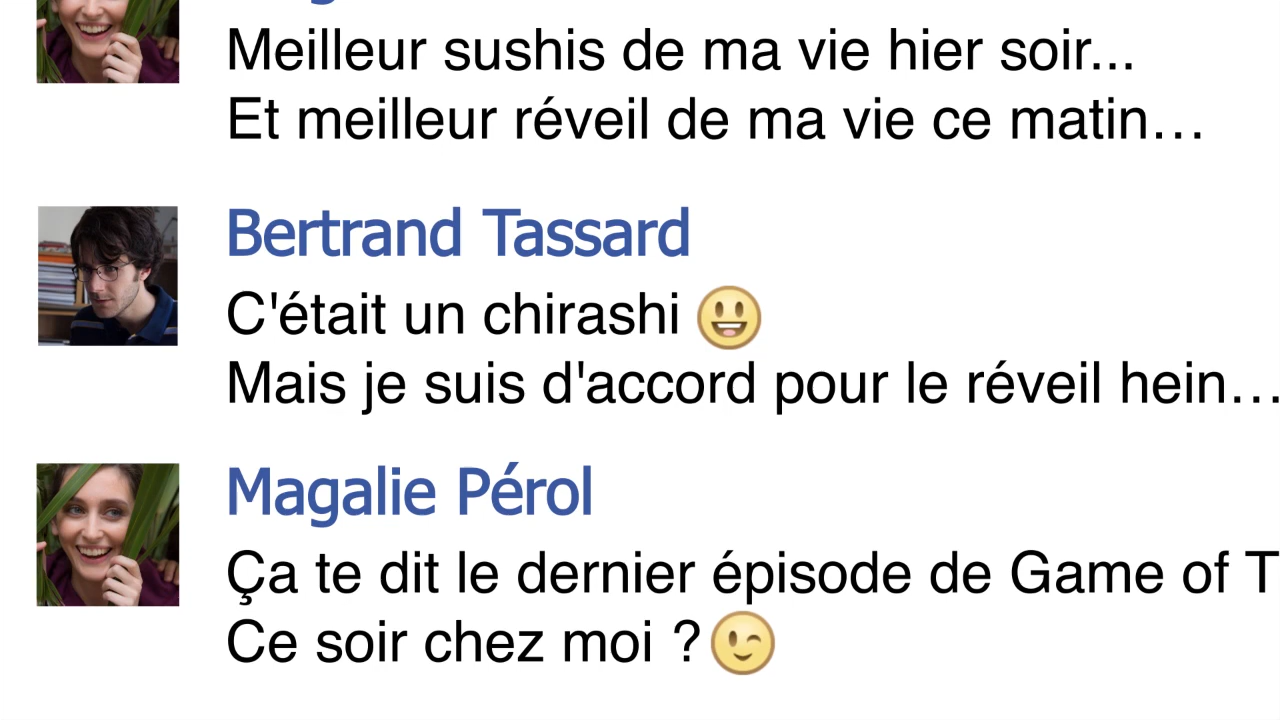 Meilleur sushis de ma vie hier soir...
Et meilleur réveil de ma vie ce matin…
Bertrand Tassard
C'était un chirashi
Mais je suis d'accord pour le réveil hein…
Magalie Pérol
Ça te dit le dernier épisode de Game of T
Ce soir chez moi ?